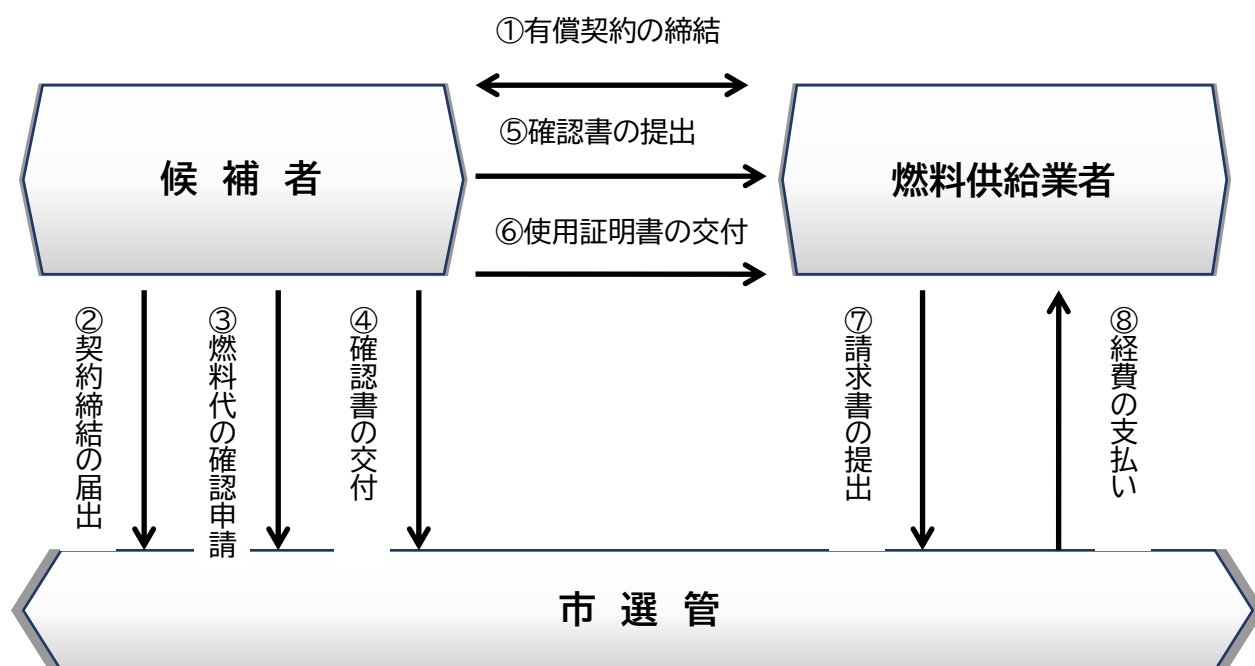 ①有償契約の締結
候補者
⑤確認書の提出
燃料供給業者
⑥使用証明書の交付
②契約締結の届出
③燃料代の確認申請
④確認書の交付
⑦請求書の提出
⑧経費の支払い
市選管